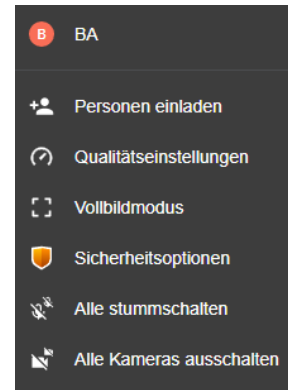 B BA
Personen einladen
Qualitätseinstellungen
Vollbildmodus
Sicherheitsoptionen
Alle stummschalten
Alle Kameras ausschalten